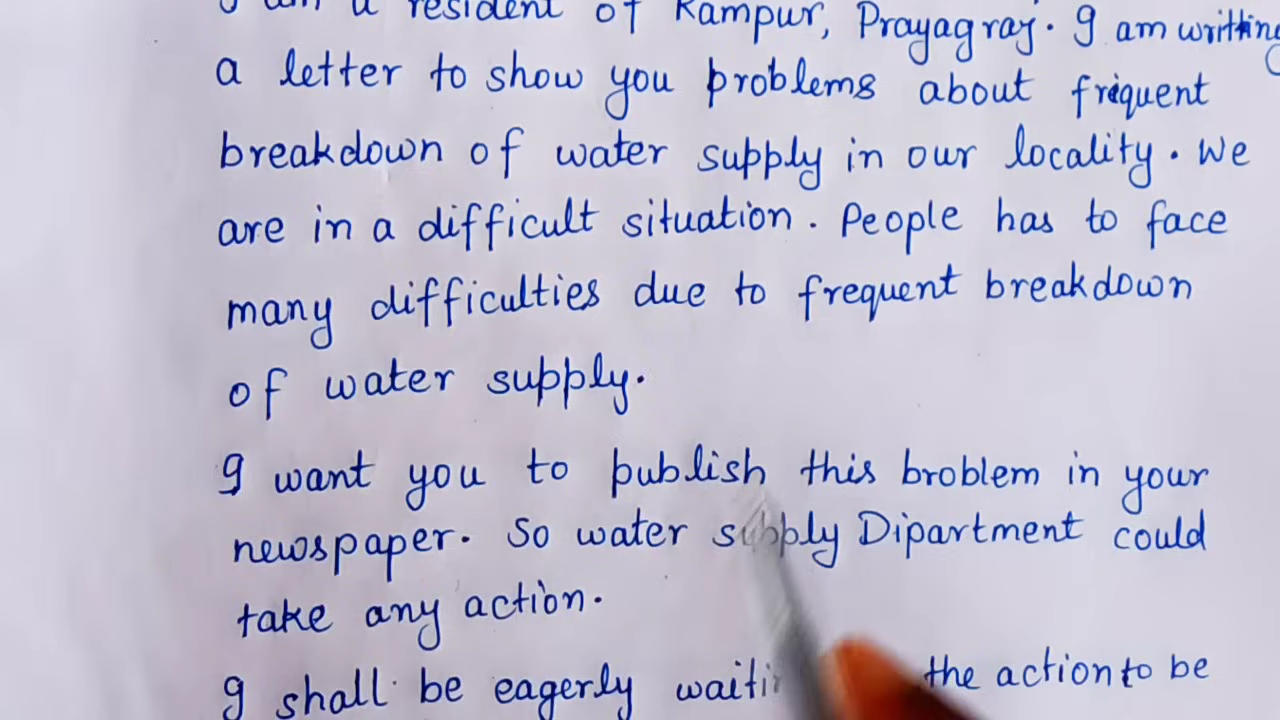 I am a resident of Rampur, Prayagraj. I am writting
a letter to show you problems about friquent
breakdown of water supply in our locality. We
are in a difficult situation. People has to face
many difficulties due to frequent breakdown
of water supply.
I want you to publish this broblem in your
newspaper. So water supply Dipartment could
take any action.
I shall be eagerly the action to be